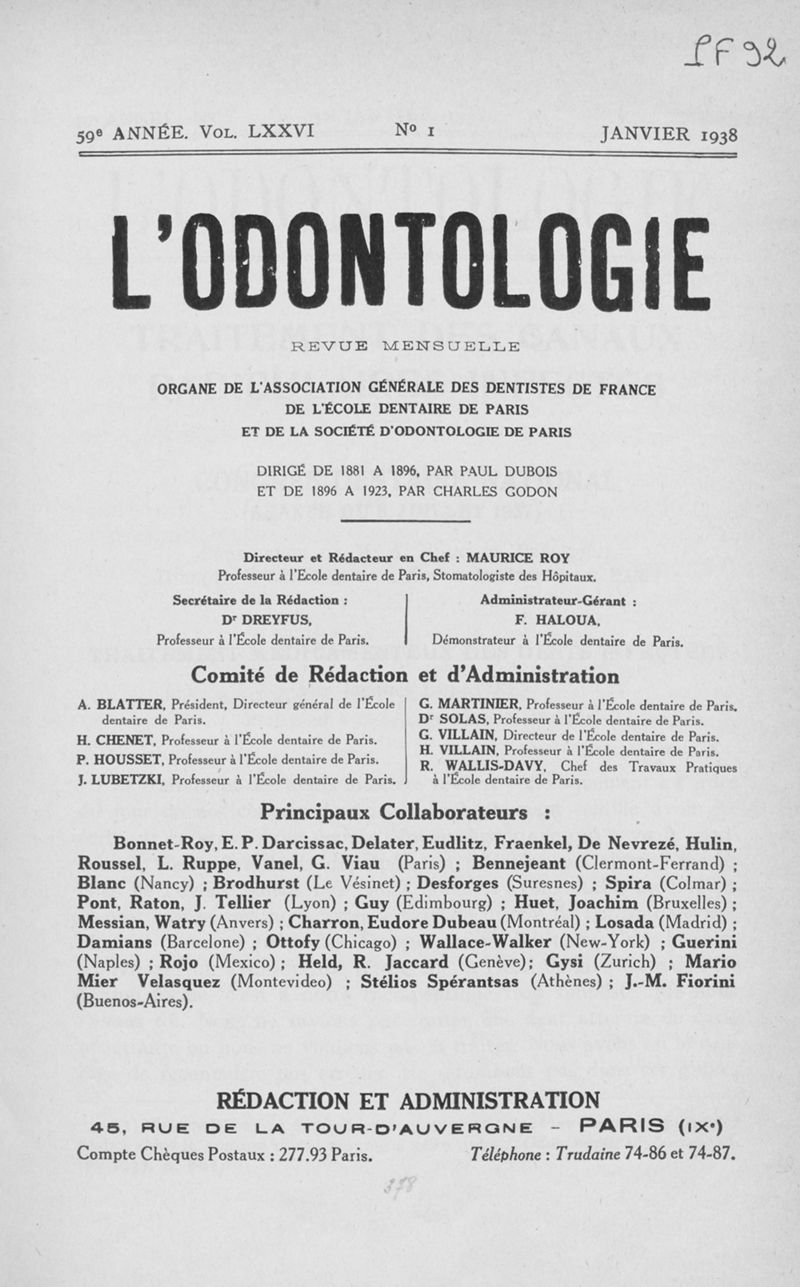 PF 92
59e ANNÉE. VOL. LXXVI No 1 JANVIER 1938
L'ODONTOLOGIE
REVUE MENSUELLE
ORGANE DE L'ASSOCIATION GÉNÉRALE DES DENTISTES DE FRANCE
DE L'ÉCOLE DENTAIRE DE PARIS
ET DE LA SOCIÉTÉ D'ODONTOLOGIE DE PARIS
DIRIGÉ DE 1881 A 1896, PAR PAUL DUBOIS
ET DE 1896 A 1923, PAR CHARLES GODON
Directeur et Rédacteur en Chef : MAURICE ROY
Professeur à l'Ecole dentaire de Paris, Stomatologiste des Hôpitaux.
Secrétaire de la Rédaction :
Dr DREYFUS,
Professeur à l'École dentaire de Paris.
Administrateur-Gérant :
F. HALOUA,
Démonstrateur à l'École dentaire de Paris.
Comité de Rédaction et d'Administration
A. BLATTER, Président, Directeur général de l'École
dentaire de Paris.
H. CHENET, Professeur à l'École dentaire de Paris.
P. HOUSSET, Professeur à l'École dentaire de Paris.
J. LUBETZKI, Professeur à l'École dentaire de Paris.
G. MARTINIER, Professeur à l'École dentaire de Paris.
Dr SOLAS, Professeur à l'École dentaire de Paris.
G. VILLAIN, Directeur de l'École dentaire de Paris.
H. VILLAIN, Professeur à l'École dentaire de Paris.
R. WALLIS-DAVY, Chef des Travaux Pratiques
à l'École dentaire de Paris.
Principaux Collaborateurs :
Bonnet-Roy, E. P. Darcissac, Delater, Eudlitz, Fraenkel, De Nevrezé, Hulin,
Roussel, L. Ruppe, Vanel, G. Viau (Paris) ; Bennejeant (Clermont-Ferrand) ;
Blanc (Nancy) ; Brodhurst (Le Vésinet) ; Desforges (Suresnes) ; Spira (Colmar) ;
Pont, Raton, J. Tellier (Lyon) ; Guy (Edimbourg) ; Huet, Joachim (Bruxelles) ;
Messian, Watry (Anvers) ; Charron, Eudore Dubeau (Montréal) ; Losada (Madrid) ;
Damians (Barcelone) ; Ottofy (Chicago) ; Wallace-Walker (New-York) ; Guerini
(Naples) ; Rojo (Mexico) ; Held, R. Jaccard (Genève); Gysi (Zurich) ; Mario
Mier Velasquez (Montevideo) ; Stélios Spérantsas (Athènes) ; J.-M. Fiorini
(Buenos-Aires).
RÉDACTION ET ADMINISTRATION
45, RUE DE LA TOUR-D'AUVERGNE - PARIS (IXe)
Compte Chèques Postaux : 277.93 Paris. Téléphone : Trudaine 74-86 et 74-87.
378